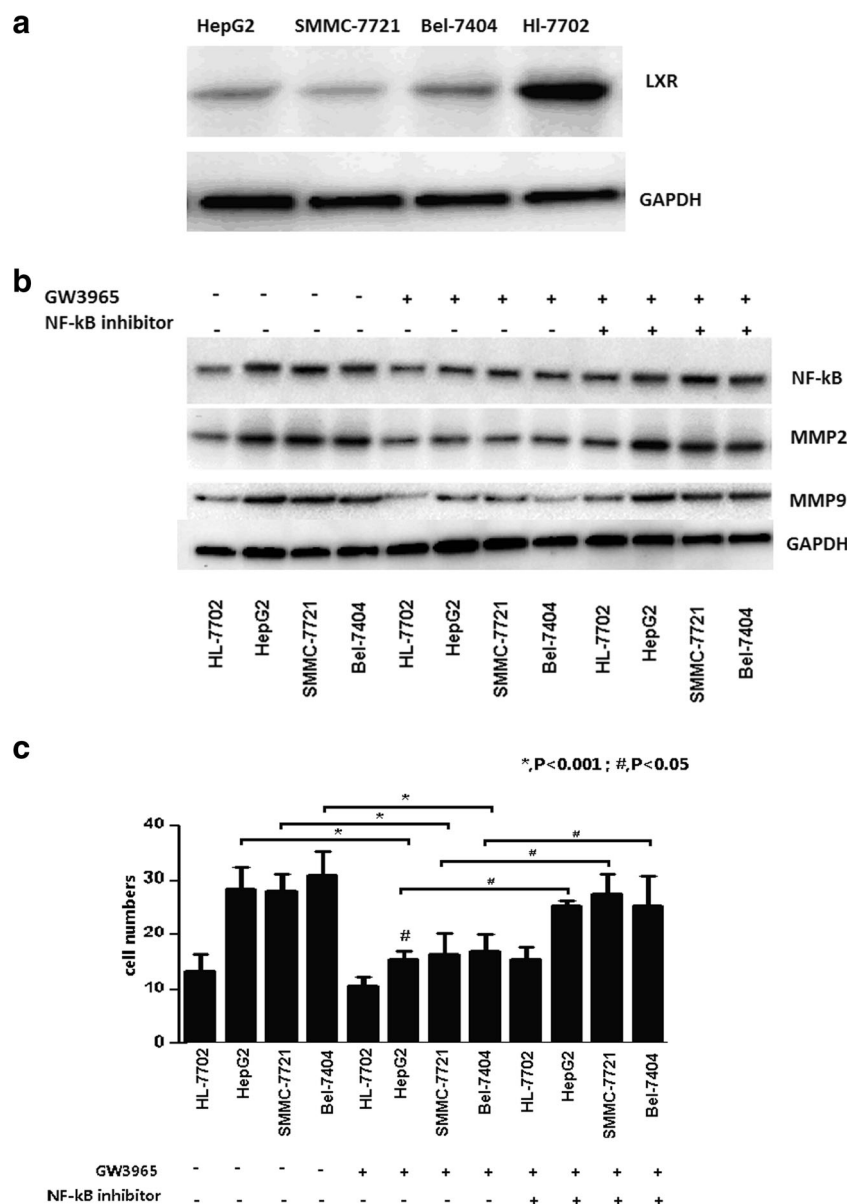 a
HepG2 SMMC-7721 Bel-7404 Hl-7702
LXR
GAPDH
b
GW3965 - - - - + + + + + + + +
NF-kB inhibitor - - - - - - - - + + + +
NF-kB
MMP2
MMP9
GAPDH
HL-7702 HepG2 SMMC-7721 Bel-7404 HL-7702 HepG2 SMMC-7721 Bel-7404 HL-7702 HepG2 SMMC-7721 Bel-7404
c
*,P<0.001 ; #,P<0.05
*
*
*
#
#
#
#
cell numbers
40
30
20
10
0
HL-7702 HepG2 SMMC-7721 Bel-7404 HL-7702 HepG2 SMMC-7721 Bel-7404 HL-7702 HepG2 SMMC-7721 Bel-7404
GW3965 - - - - + + + + + + + +
NF-kB inhibitor - - - - - - - - + + + +